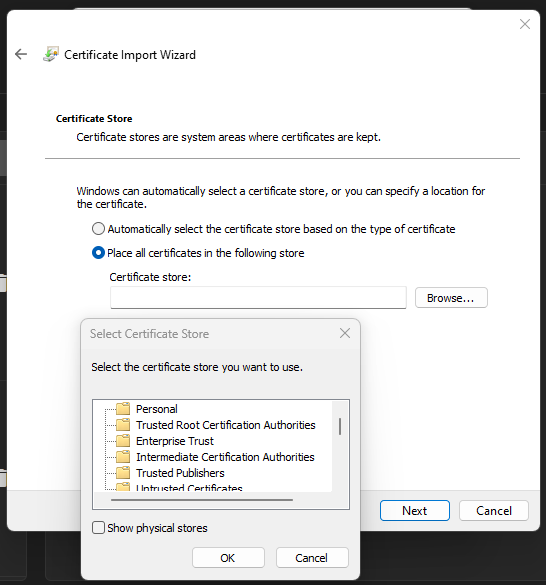 Certificate Import Wizard
Certificate Store
Certificate stores are system areas where certificates are kept.
Windows can automatically select a certificate store, or you can specify a location for
the certificate.
Automatically select the certificate store based on the type of certificate
Place all certificates in the following store
Certificate store:
Browse...
Select Certificate Store
Select the certificate store you want to use.
Personal
Trusted Root Certification Authorities
Enterprise Trust
Intermediate Certification Authorities
Trusted Publishers
Untrusted Certificates
Show physical stores
OK
Cancel
Next
Cancel